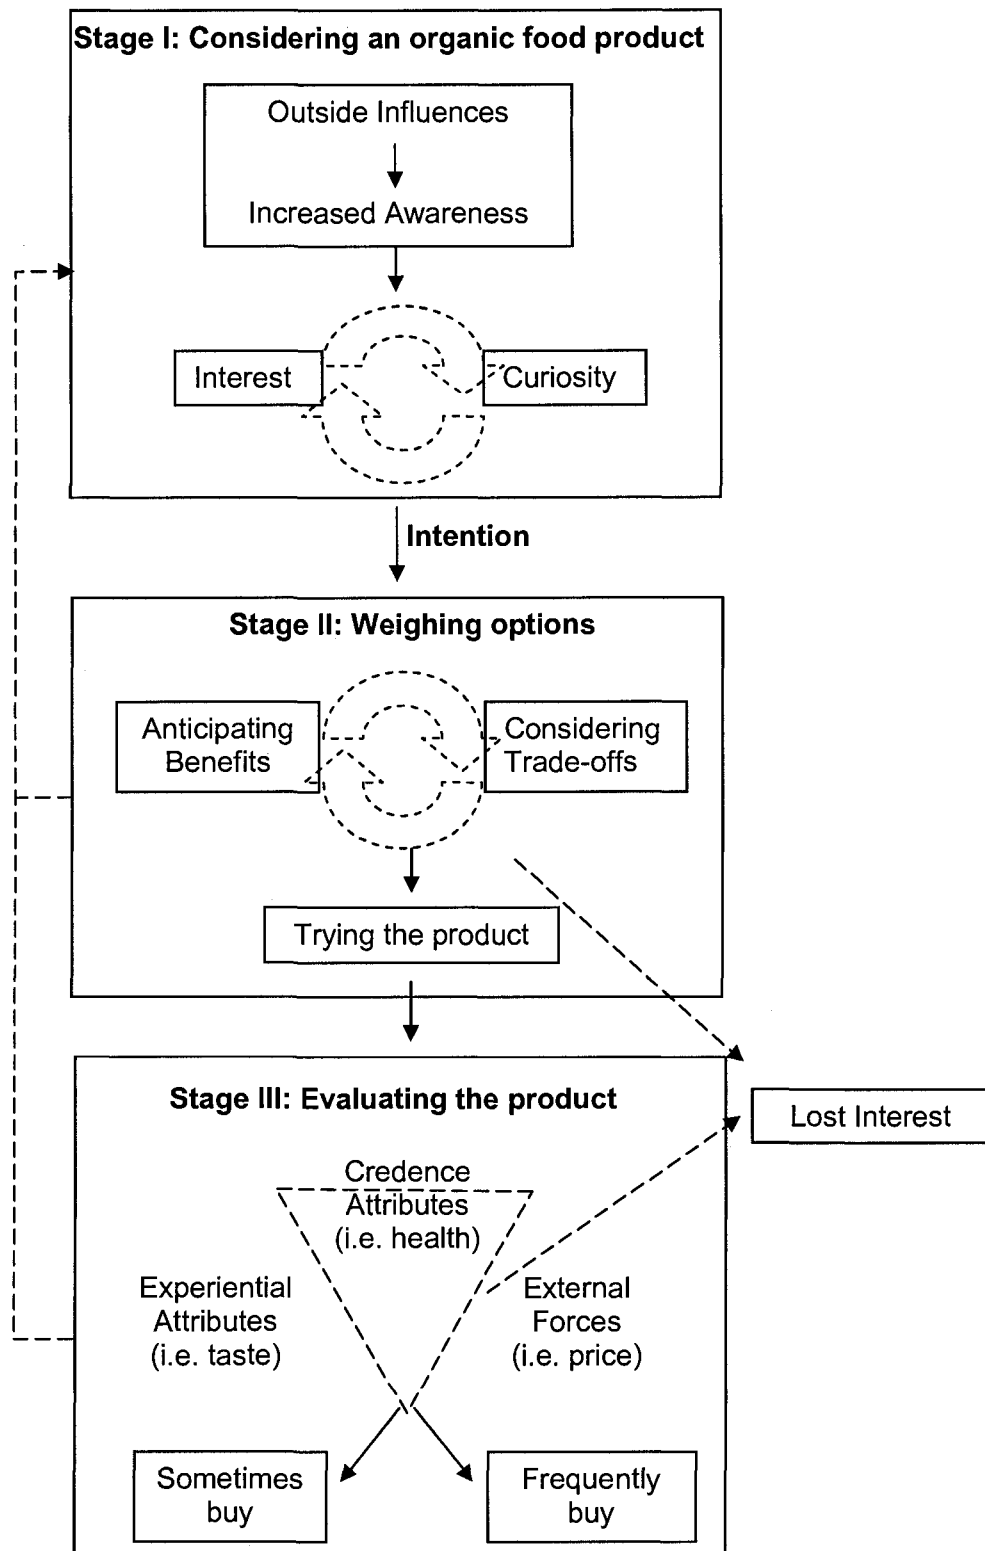 Stage I: Considering an organic food product
Outside Influences
Increased Awareness
Interest
Curiosity
Intention
Stage II: Weighing options
Anticipating
Benefits
Considering
Trade-offs
Trying the product
Stage III: Evaluating the product
Lost Interest
Credence
Attributes
(i.e. health)
Experiential
Attributes
(i.e. taste)
External
Forces
(i.e. price)
Sometimes
buy
Frequently
buy